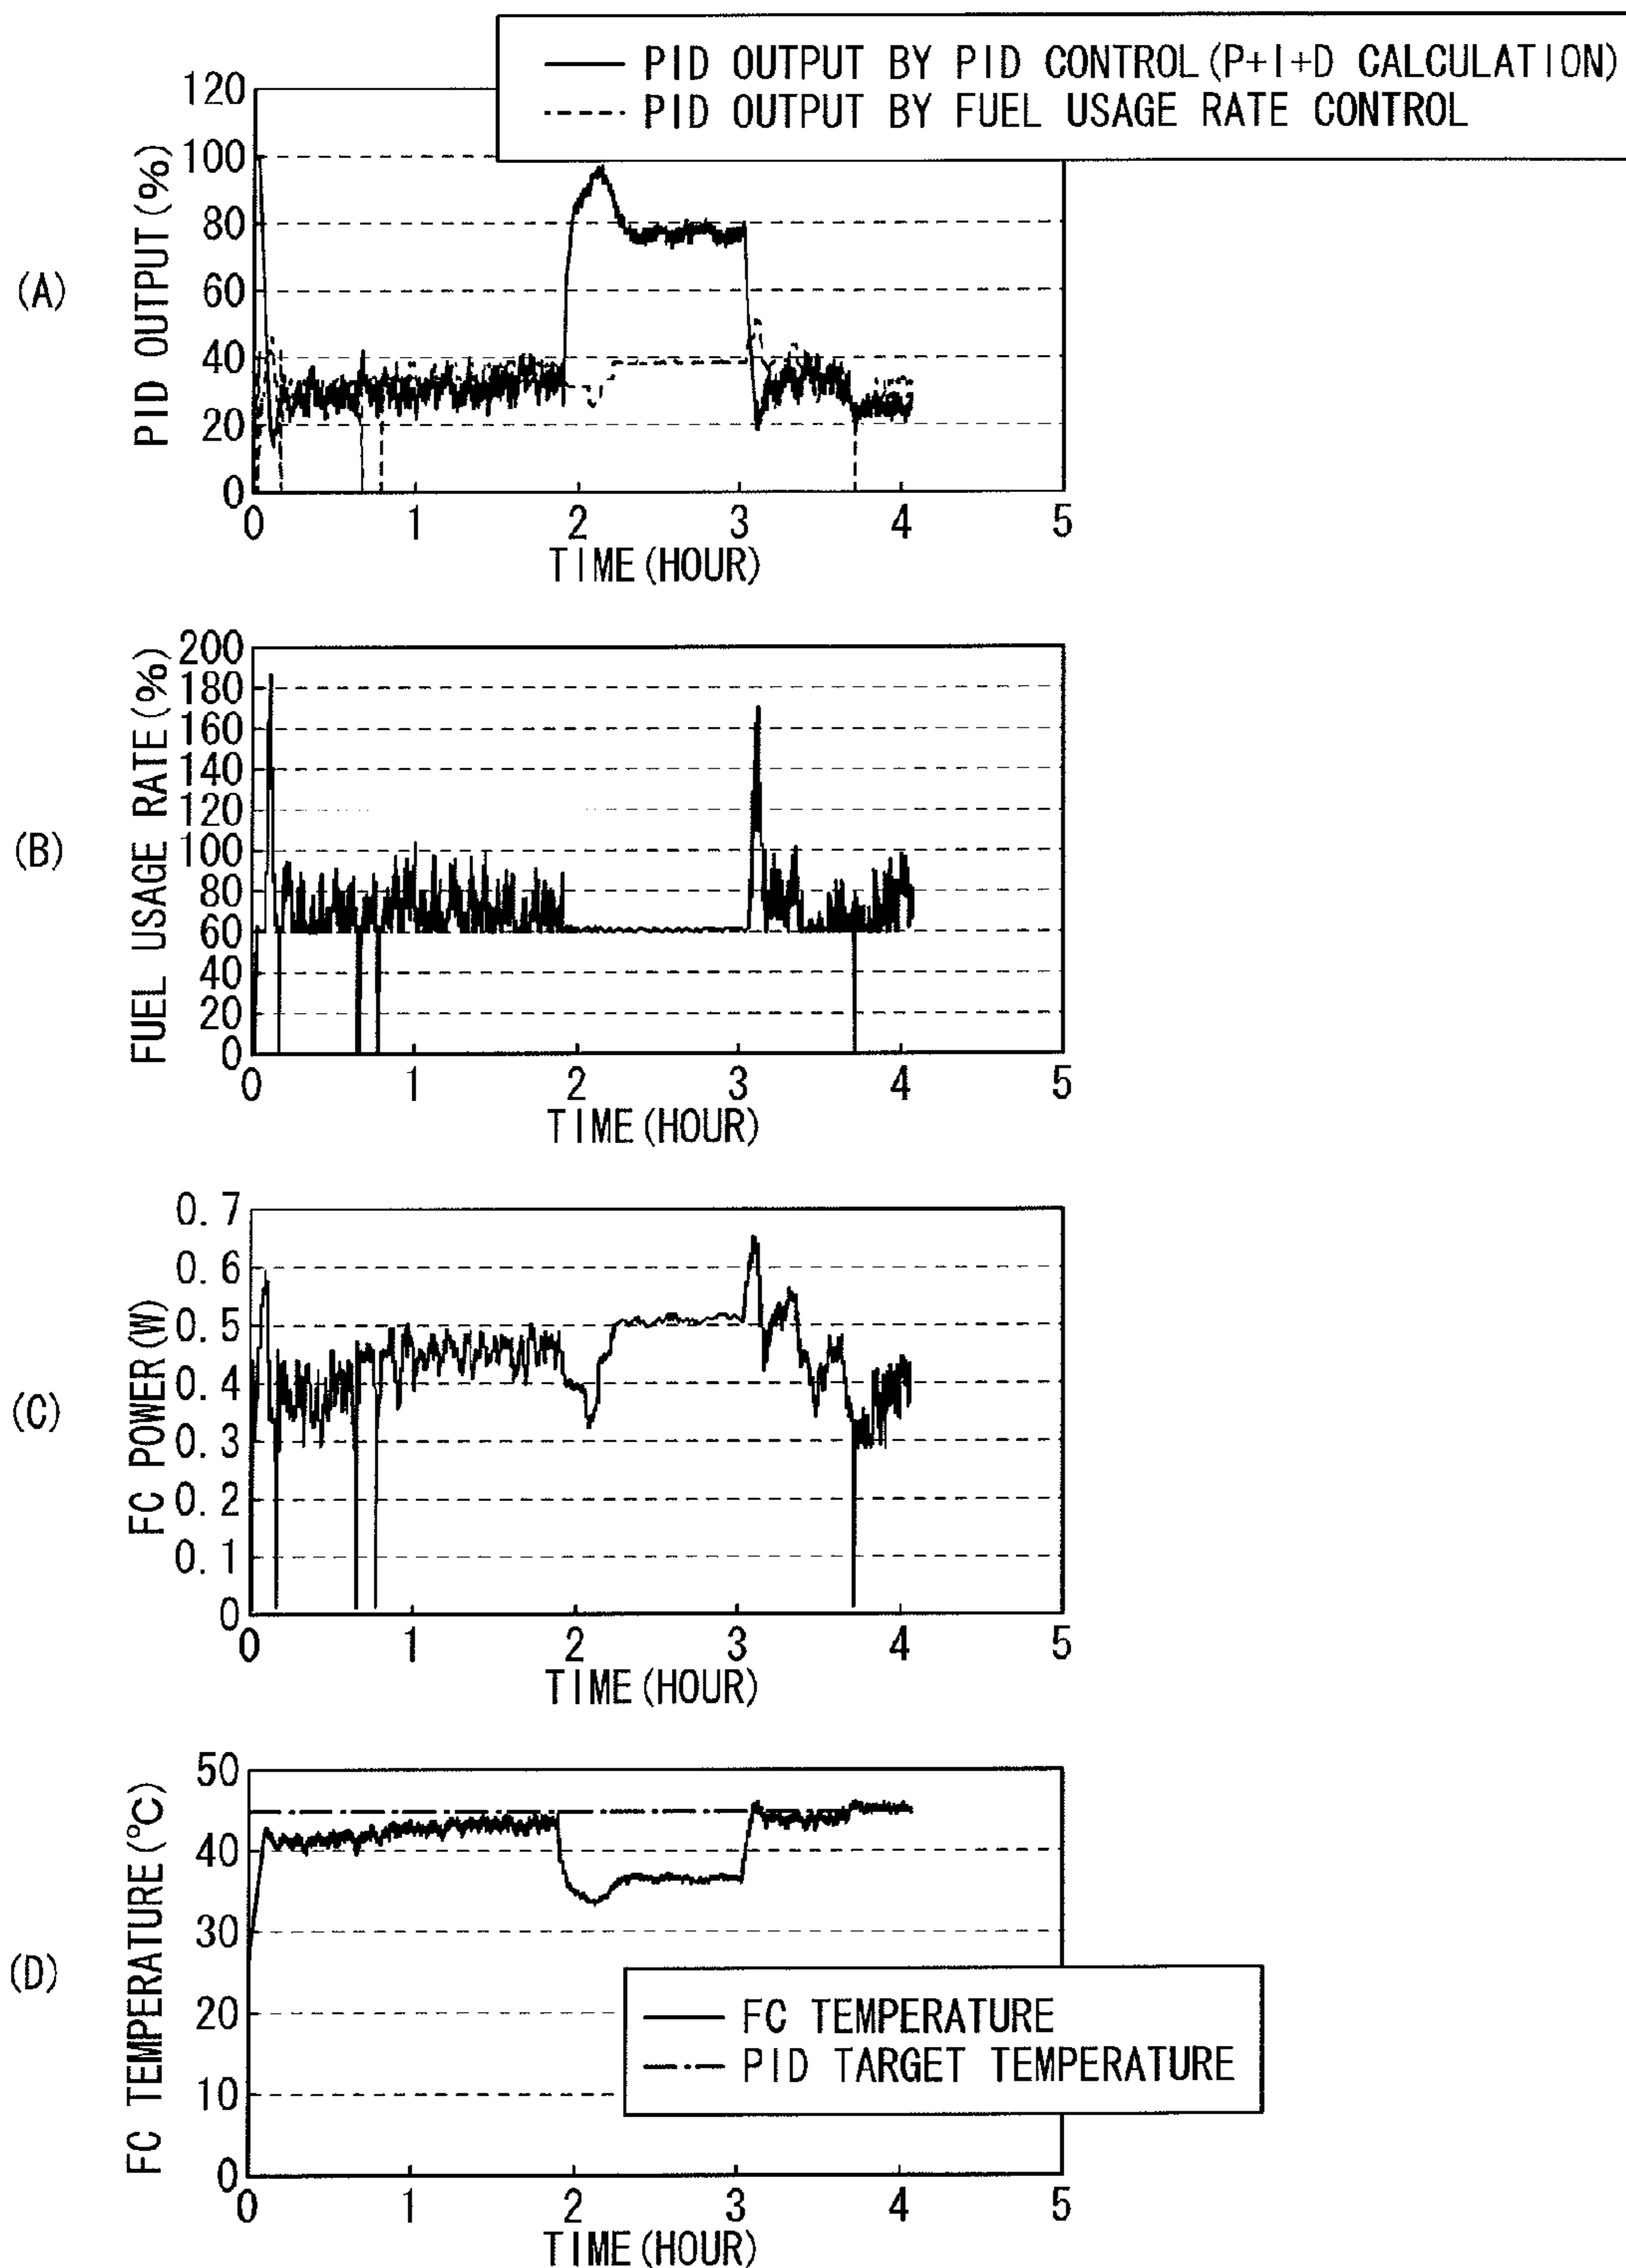 PID OUTPUT BY PID CONTROL(P+I+D CALCULATION)
PID OUTPUT BY FUEL USAGE RATE CONTROL
(A)
PID OUTPUT(%)
120
100
80
60
40
20
0
0 1 2 3 4 5
TIME(HOUR)
(B)
FUEL USAGE RATE(%)
200
180
160
140
120
100
80
60
40
20
0
0 1 2 3 4 5
TIME(HOUR)
(C)
FC POWER(W)
0.7
0.6
0.5
0.4
0.3
0.2
0.1
0
0 1 2 3 4 5
TIME(HOUR)
(D)
FC TEMPERATURE(°C)
50
40
30
20
10
0
FC TEMPERATURE
PID TARGET TEMPERATURE
0 1 2 3 4 5
TIME(HOUR)